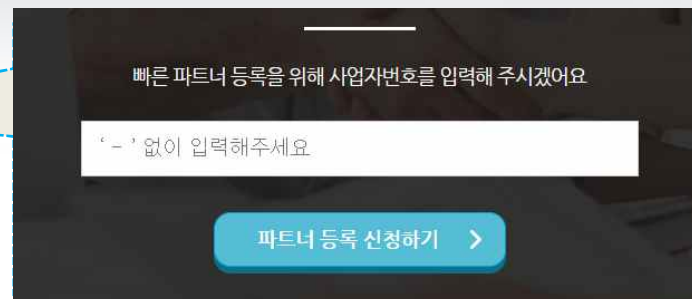 빠른 파트너 등록을 위해 사업자번호를 입력해 주시겠어요
‘ - ’ 없이 입력해주세요
파트너 등록 신청하기 >